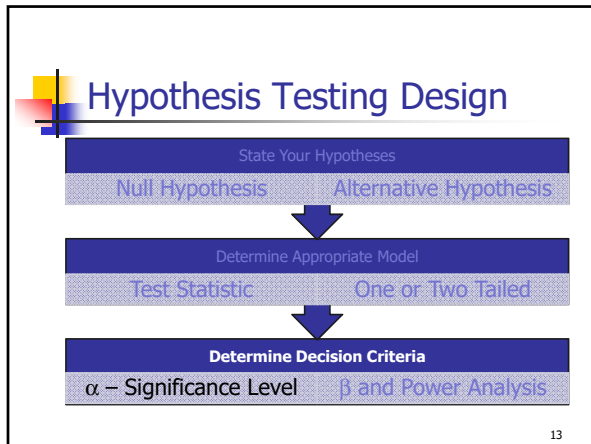 Hypothesis Testing Design
State Your Hypotheses
Null Hypothesis Alternative Hypothesis
Determine Appropriate Model
Test Statistic One or Two Tailed
Determine Decision Criteria
α – Significance Level β and Power Analysis
13